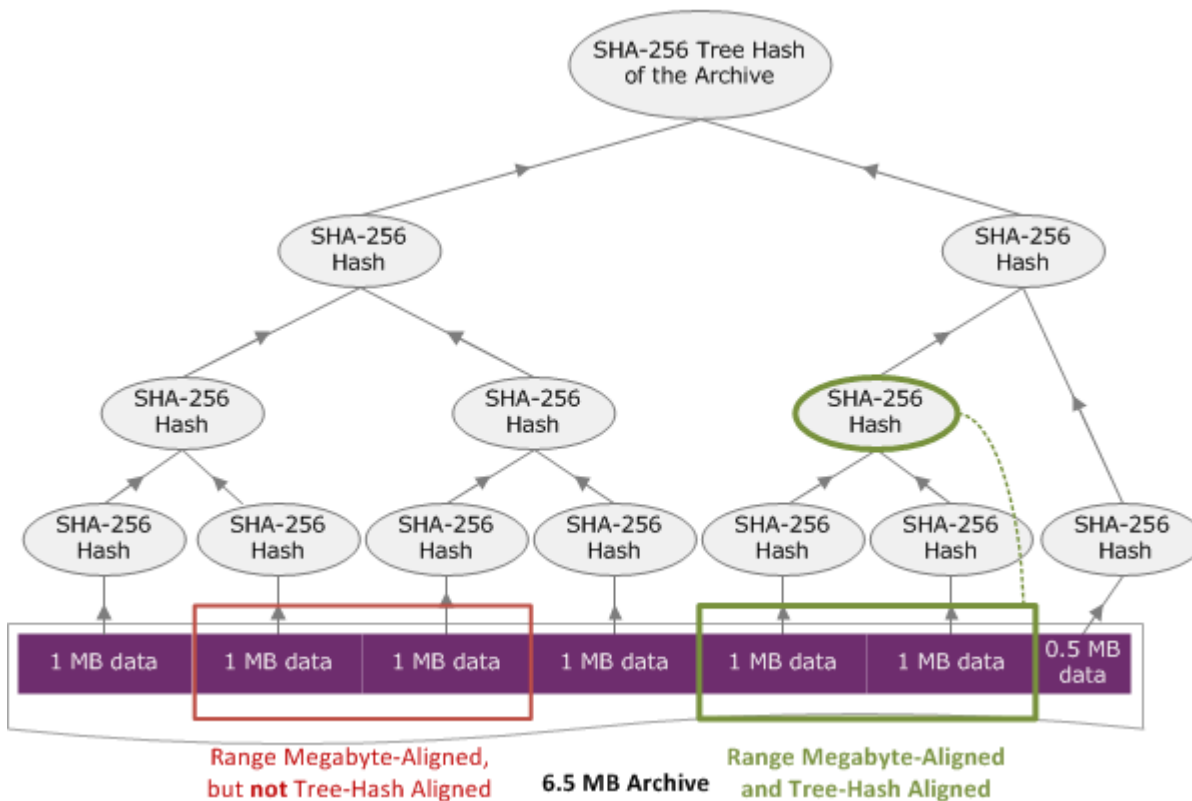 SHA-256 Tree Hash
of the Archive
SHA-256
Hash
SHA-256
Hash
SHA-256
Hash
SHA-256
Hash
SHA-256
Hash
SHA-256
Hash
SHA-256
Hash
SHA-256
Hash
SHA-256
Hash
SHA-256
Hash
SHA-256
Hash
SHA-256
Hash
1 MB data
1 MB data
1 MB data
1 MB data
1 MB data
1 MB data
0.5 MB
data
Range Megabyte-Aligned,
but not Tree-Hash Aligned
6.5 MB Archive
Range Megabyte-Aligned
and Tree-Hash Aligned